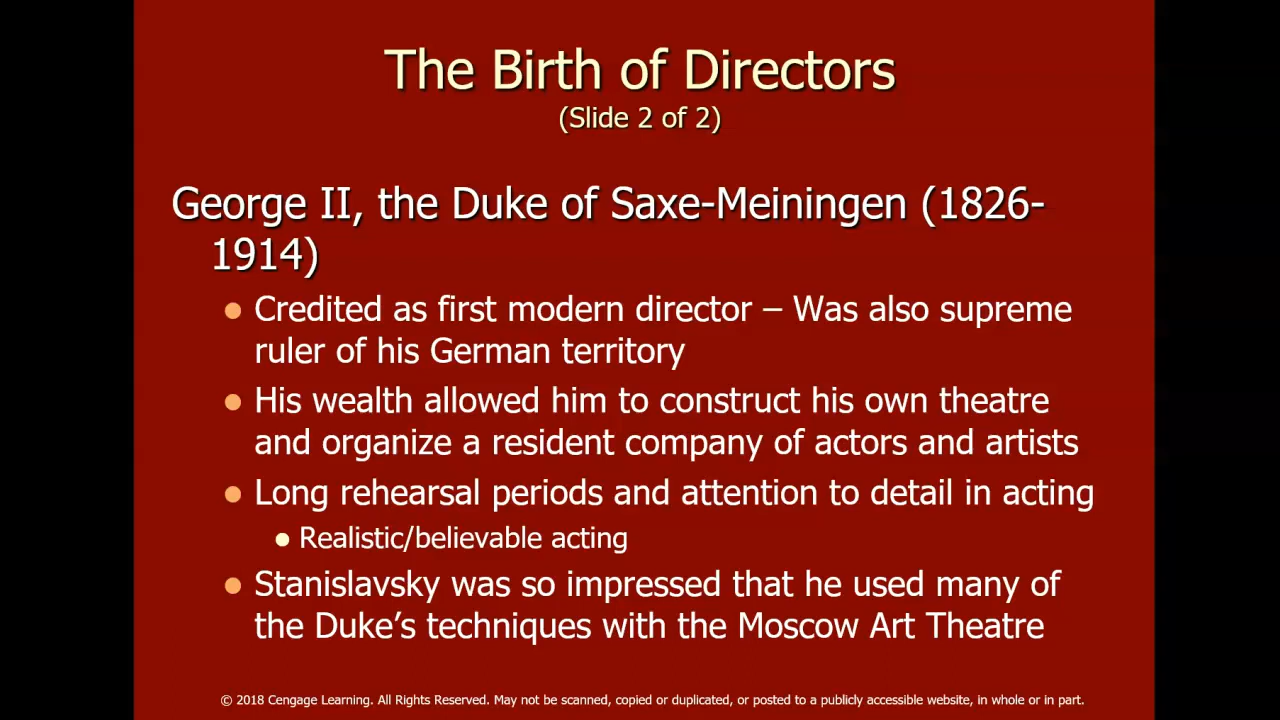 The Birth of Directors
(Slide 2 of 2)
George II, the Duke of Saxe-Meiningen (1826-
1914)
● Credited as first modern director – Was also supreme
ruler of his German territory
● His wealth allowed him to construct his own theatre
and organize a resident company of actors and artists
● Long rehearsal periods and attention to detail in acting
● Realistic/believable acting
● Stanislavsky was so impressed that he used many of
the Duke’s techniques with the Moscow Art Theatre
© 2018 Cengage Learning. All Rights Reserved. May not be scanned, copied or duplicated, or posted to a publicly accessible website, in whole or in part.